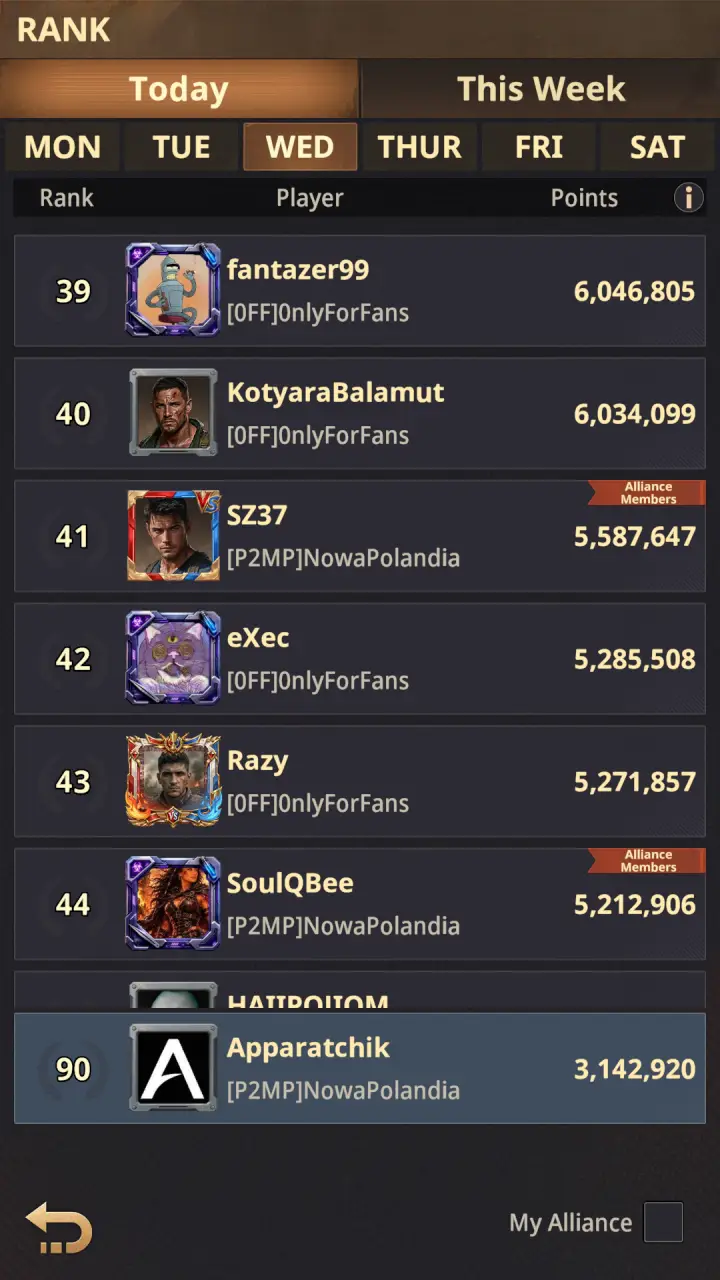 RANK
Today
This Week
MON
TUE
WED
THUR
FRI
SAT
Rank
Player
Points
39
fantazer99
[0FF]0nlyForFans
6,046,805
40
KotyaraBalamut
[0FF]0nlyForFans
6,034,099
Alliance
Members
41
SZ37
[P2MP]NowaPolandia
5,587,647
42
eXec
[0FF]0nlyForFans
5,285,508
43
Razy
[0FF]0nlyForFans
5,271,857
Alliance
Members
44
SoulQBee
[P2MP]NowaPolandia
5,212,906
90
Apparatchik
[P2MP]NowaPolandia
3,142,920
My Alliance